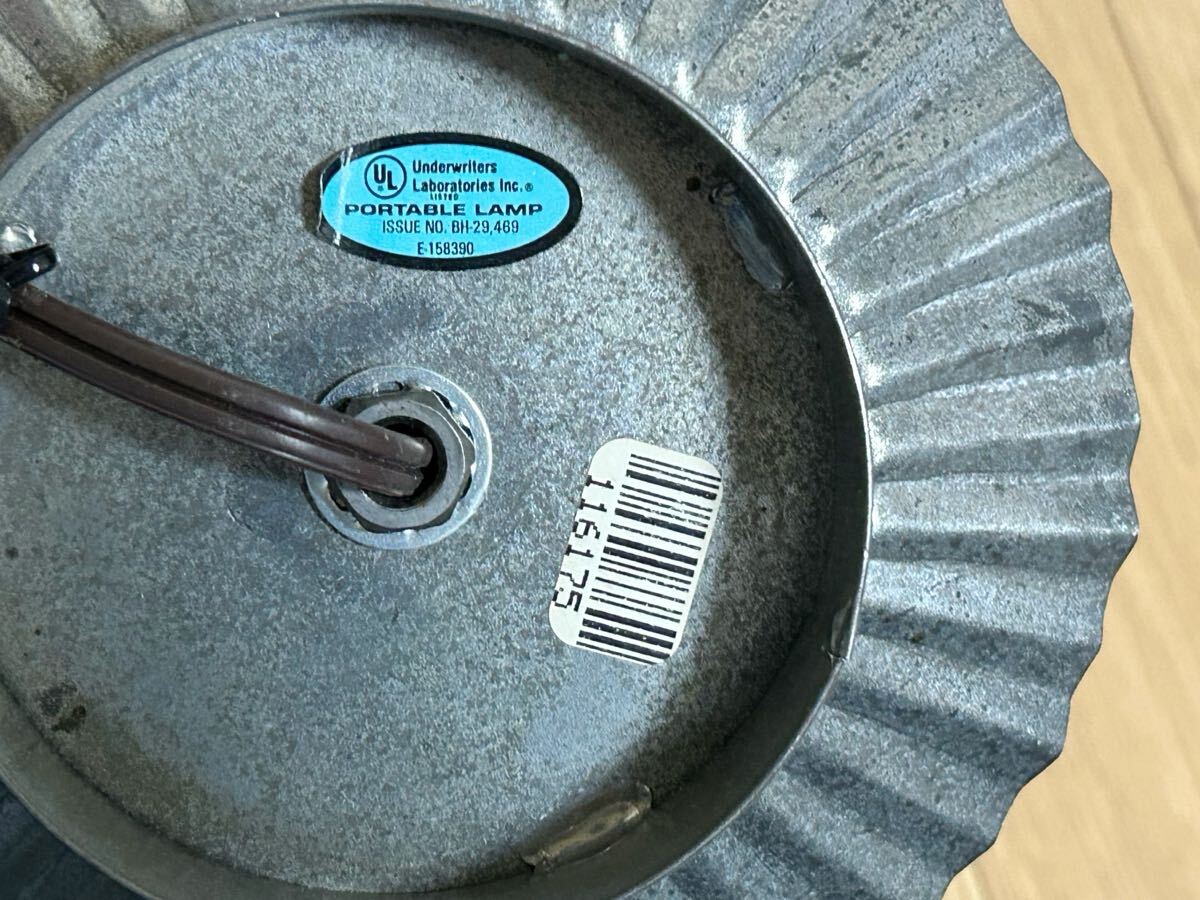 UL
Underwriters
Laboratories Inc.®
LISTED
PORTABLE LAMP
ISSUE NO. BH-29,469
E-158390
116175